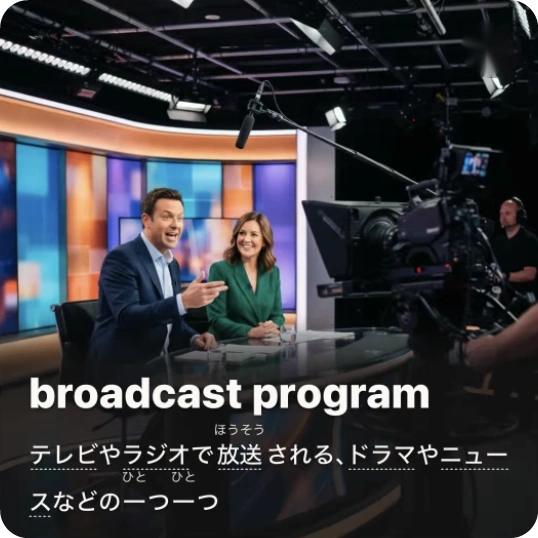 broadcast program
ほうそう
テレビやラジオで放送される、ドラマやニュー
ひと ひと
スなどの一つ一つ